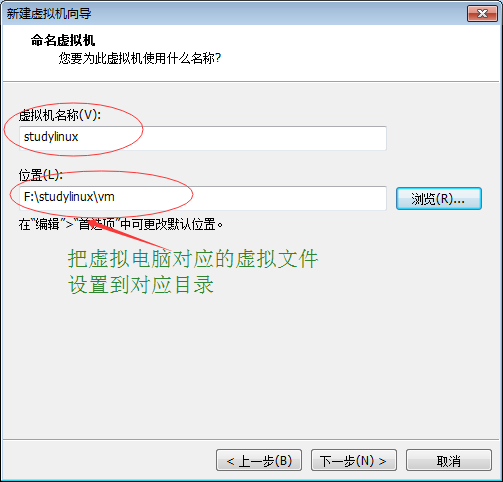 新建虚拟机向导
命名虚拟机
您要为此虚拟机使用什么名称?
虚拟机名称(V):
studylinux
位置(L):
F:\studylinux\vm
浏览(R)...
在“编辑”>“首选项”中可更改默认位置。
把虚拟电脑对应的虚拟文件
设置到对应目录
< 上一步(B)
下一步(N) >
取消